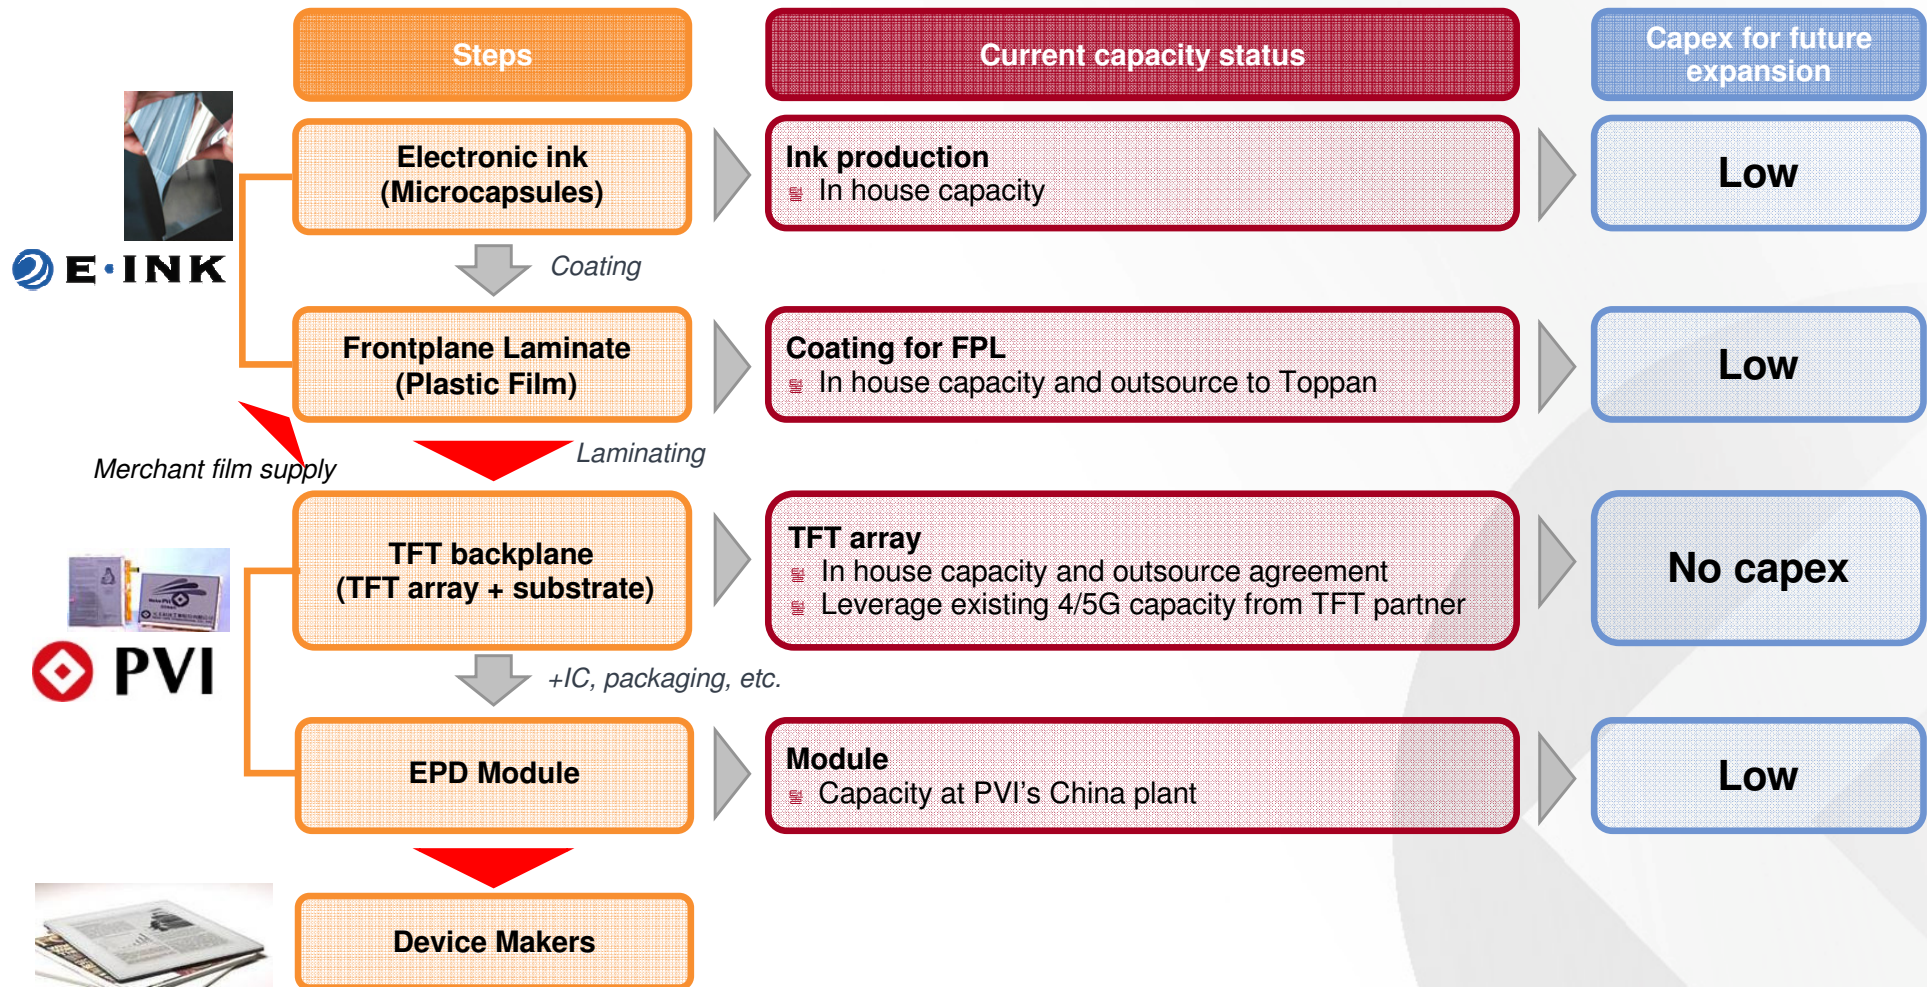 Steps
Current capacity status
Capex for future
expansion
Electronic ink
(Microcapsules)
Ink production
In house capacity
Low
E·INK
Coating
Frontplane Laminate
(Plastic Film)
Coating for FPL
In house capacity and outsource to Toppan
Low
Laminating
Merchant film supply
TFT backplane
(TFT array + substrate)
TFT array
In house capacity and outsource agreement
Leverage existing 4/5G capacity from TFT partner
No capex
PVI
+IC, packaging, etc.
EPD Module
Module
Capacity at PVI's China plant
Low
Device Makers